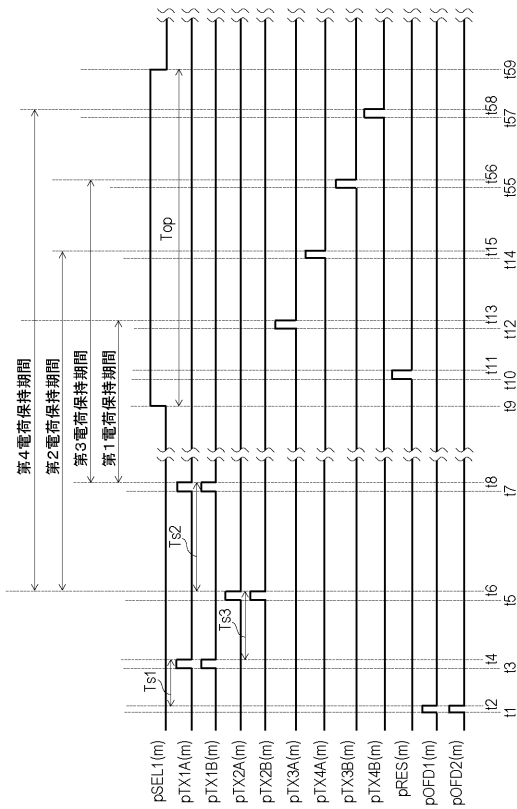 第4電荷保持期間
第2電荷保持期間
第3電荷保持期間
第1電荷保持期間
Top
Ts1
Ts3
Ts2
pSEL1(m)
pTX1A(m)
pTX1B(m)
pTX2A(m)
pTX2B(m)
pTX3A(m)
pTX4A(m)
pTX3B(m)
pTX4B(m)
pRES(m)
pOFD1(m)
pOFD2(m)
t1 t2 t3 t4 t5 t6 t7 t8 t9 t10 t11 t12 t13 t14 t15 t55 t56 t57 t58 t59